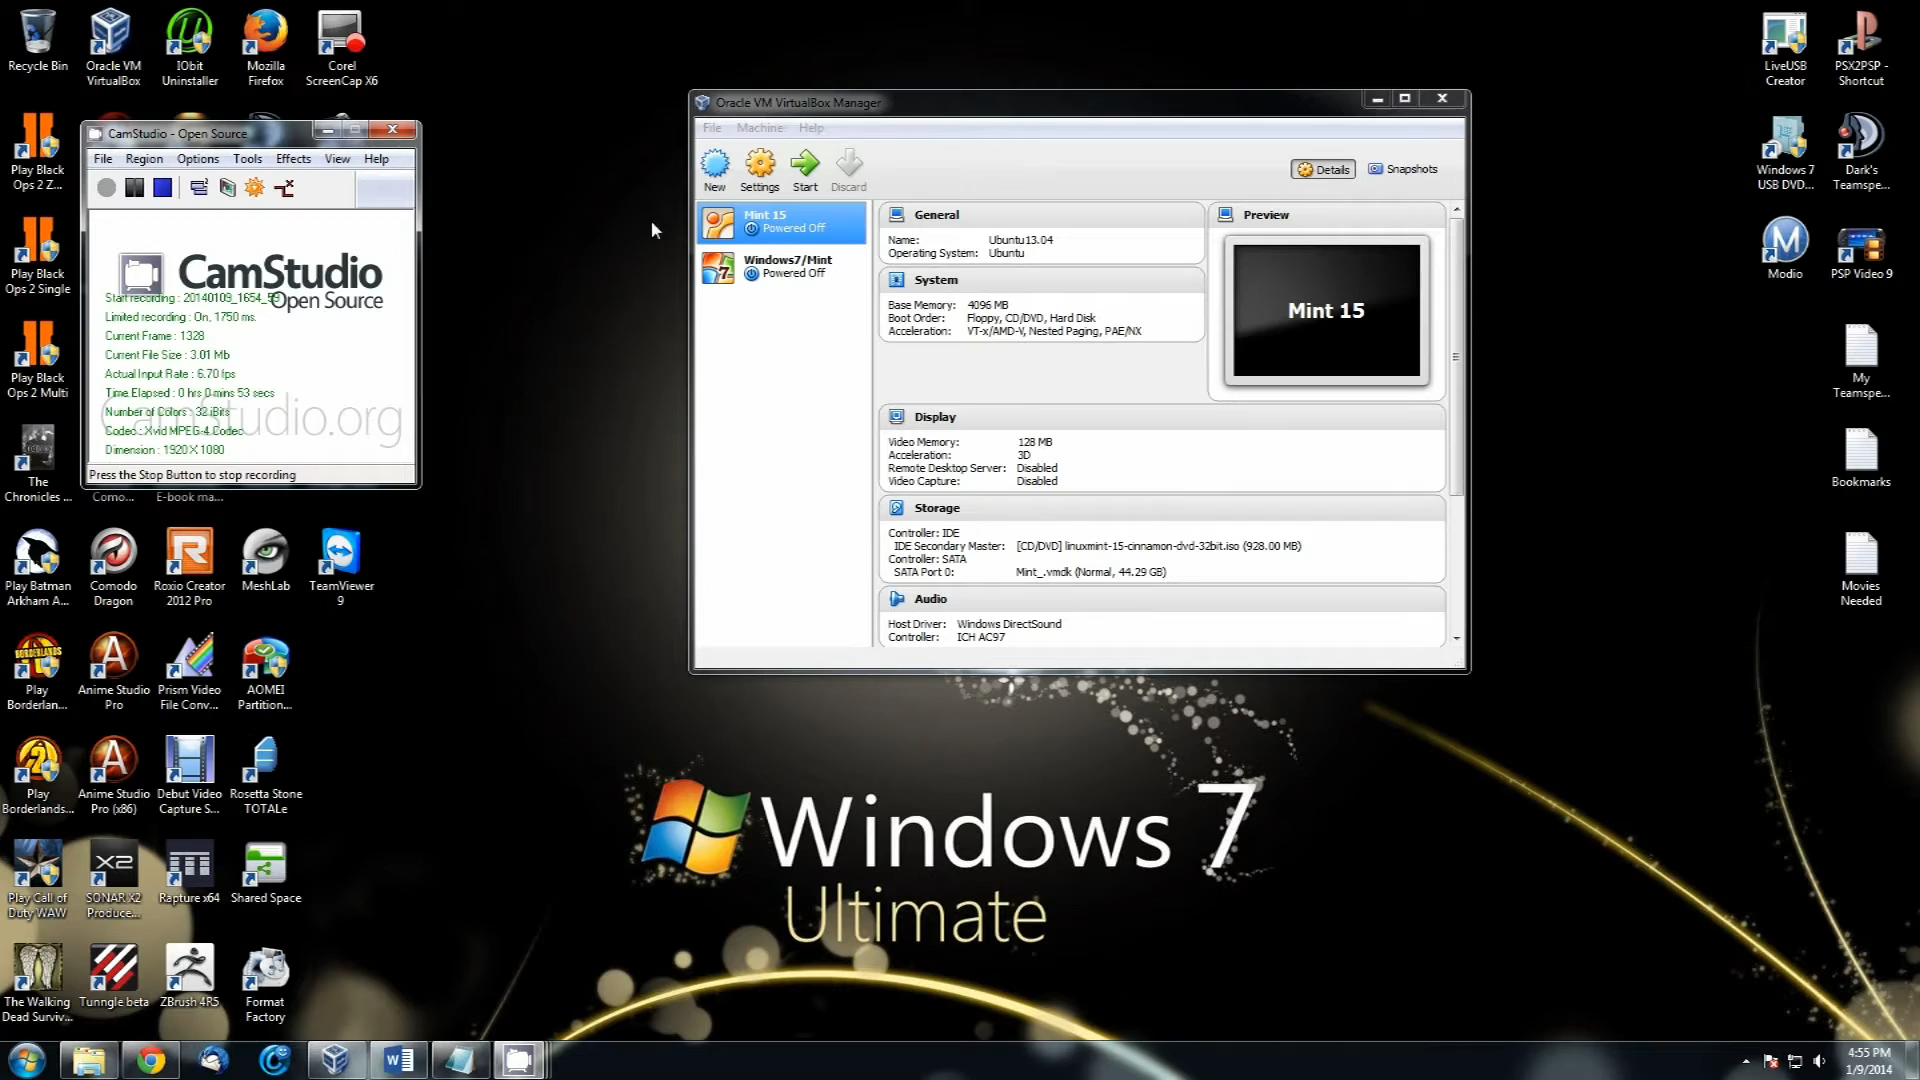 Recycle Bin
Oracle VM VirtualBox
IObit Uninstaller
Mozilla Firefox
Corel ScreenCap X6
LiveUSB Creator
PSX2PSP - Shortcut
Play Black Ops 2 Z...
Play Black Ops 2 Single
Play Black Ops 2 Multi
The Chronicles ...
Como...
E-book ma...
Windows 7 USB DVD...
Dark's Teamspe...
Modio
PSP Video 9
My Teamspe...
Bookmarks
Movies Needed
CamStudio - Open Source
File Region Options Tools Effects View Help
CamStudio
Open Source
Start recording : 20140109_1654_59
Limited recording : On, 1750 ms.
Current Frame : 1328
Current File Size : 3.01 Mb
Actual Input Rate : 6.70 fps
Time Elapsed : 0 hrs 0 mins 53 secs
Number of Colors : 32 Bits
Codec : Xvid MPEG-4 Codec
Dimension : 1920 X 1080
CamStudio.org
Press the Stop Button to stop recording
Oracle VM VirtualBox Manager
File Machine Help
New Settings Start Discard
Details Snapshots
Mint 15
Powered Off
Windows7/Mint
Powered Off
General
Name: Ubuntu13.04
Operating System: Ubuntu
System
Base Memory: 4096 MB
Boot Order: Floppy, CD/DVD, Hard Disk
Acceleration: VT-x/AMD-V, Nested Paging, PAE/NX
Preview
Mint 15
Display
Video Memory: 128 MB
Acceleration: 3D
Remote Desktop Server: Disabled
Video Capture: Disabled
Storage
Controller: IDE
IDE Secondary Master: [CD/DVD] linuxmint-15-cinnamon-dvd-32bit.iso (928.00 MB)
Controller: SATA
SATA Port 0: Mint_.vmdk (Normal, 44.29 GB)
Audio
Host Driver: Windows DirectSound
Controller: ICH AC97
Play Batman Arkham A...
Comodo Dragon
Roxio Creator 2012 Pro
MeshLab
TeamViewer 9
BORDERLANDS
Play Borderlan...
Anime Studio Pro
Prism Video File Conv...
AOMEI Partition...
Play Borderlands...
Anime Studio Pro (x86)
Debut Video Capture S...
Rosetta Stone TOTALe
Play Call of Duty WAW
X2
SONAR X2 Produce...
Rapture x64
Shared Space
The Walking Dead Surviv...
Tunngle beta
ZBrush 4R5
Format Factory
Windows 7
Ultimate
4:55 PM
1/9/2014